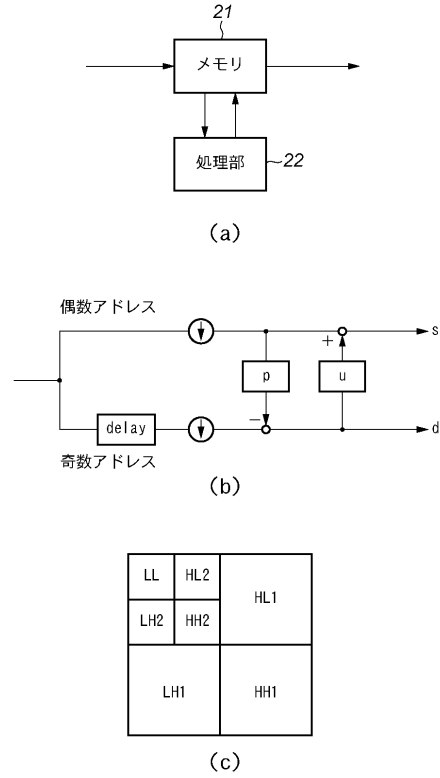 21
メモリ
処理部 22
(a)
偶数アドレス
s
+
p u
−
delay
d
奇数アドレス
(b)
LL HL2
HL1
LH2 HH2
LH1 HH1
(c)